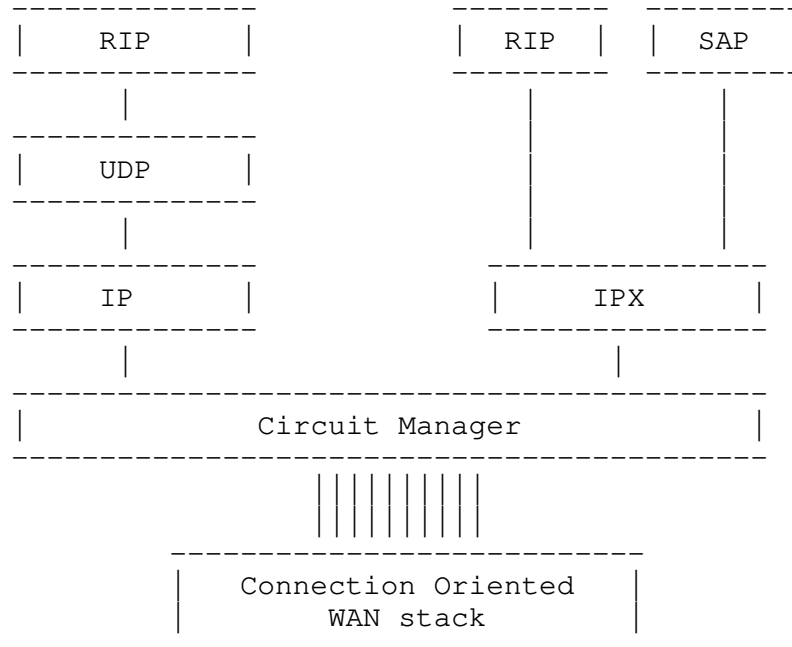 RIP RIP SAP
UDP
IP IPX
Circuit Manager
Connection Oriented
WAN stack